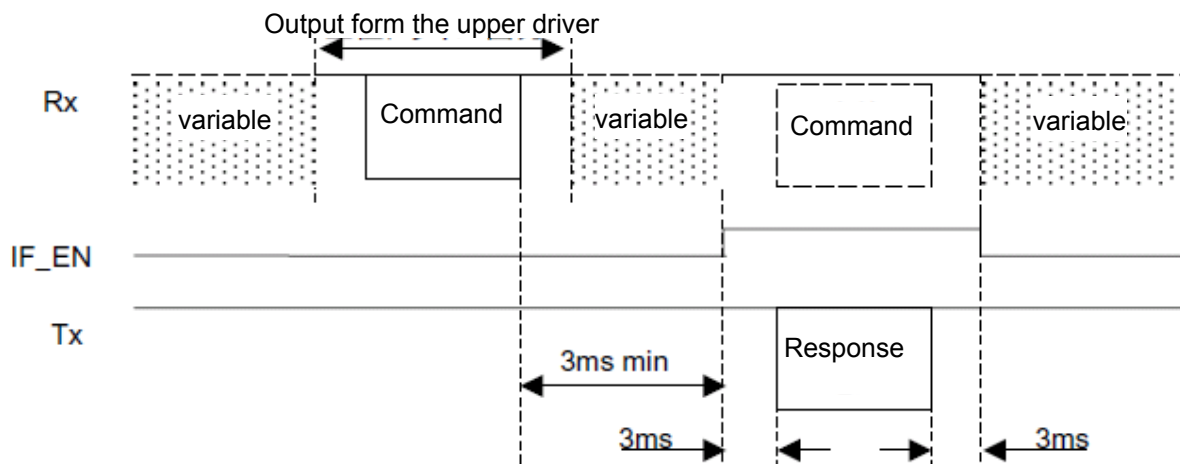 Output form the upper driver
Rx
variable
Command
variable
Command
variable
IF_EN
Tx
Response
3ms min
3ms
3ms